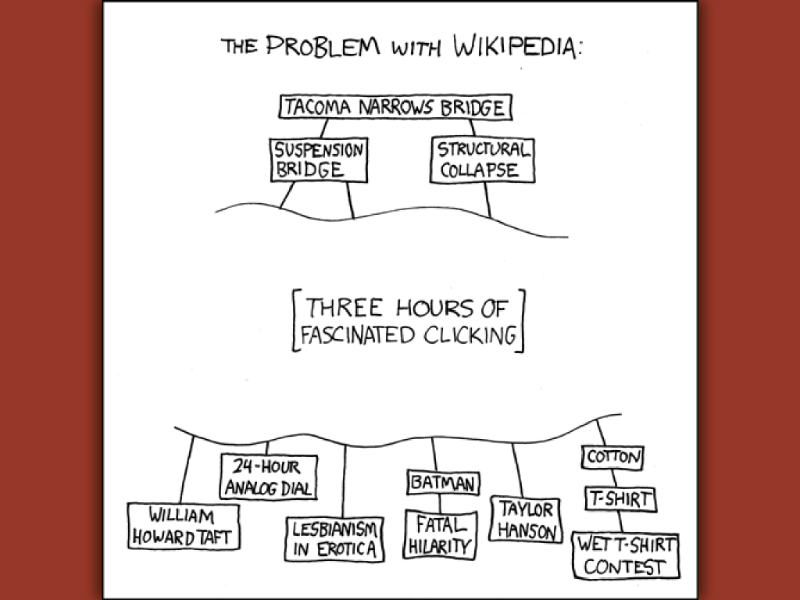 THE PROBLEM WITH WIKIPEDIA:
TACOMA NARROWS BRIDGE
SUSPENSION
BRIDGE
STRUCTURAL
COLLAPSE
[THREE HOURS OF
FASCINATED CLICKING]
WILLIAM
HOWARD TAFT
24-HOUR
ANALOG DIAL
LESBIANISM
IN EROTICA
BATMAN
FATAL
HILARITY
TAYLOR
HANSON
COTTON
T-SHIRT
WET T-SHIRT
CONTEST